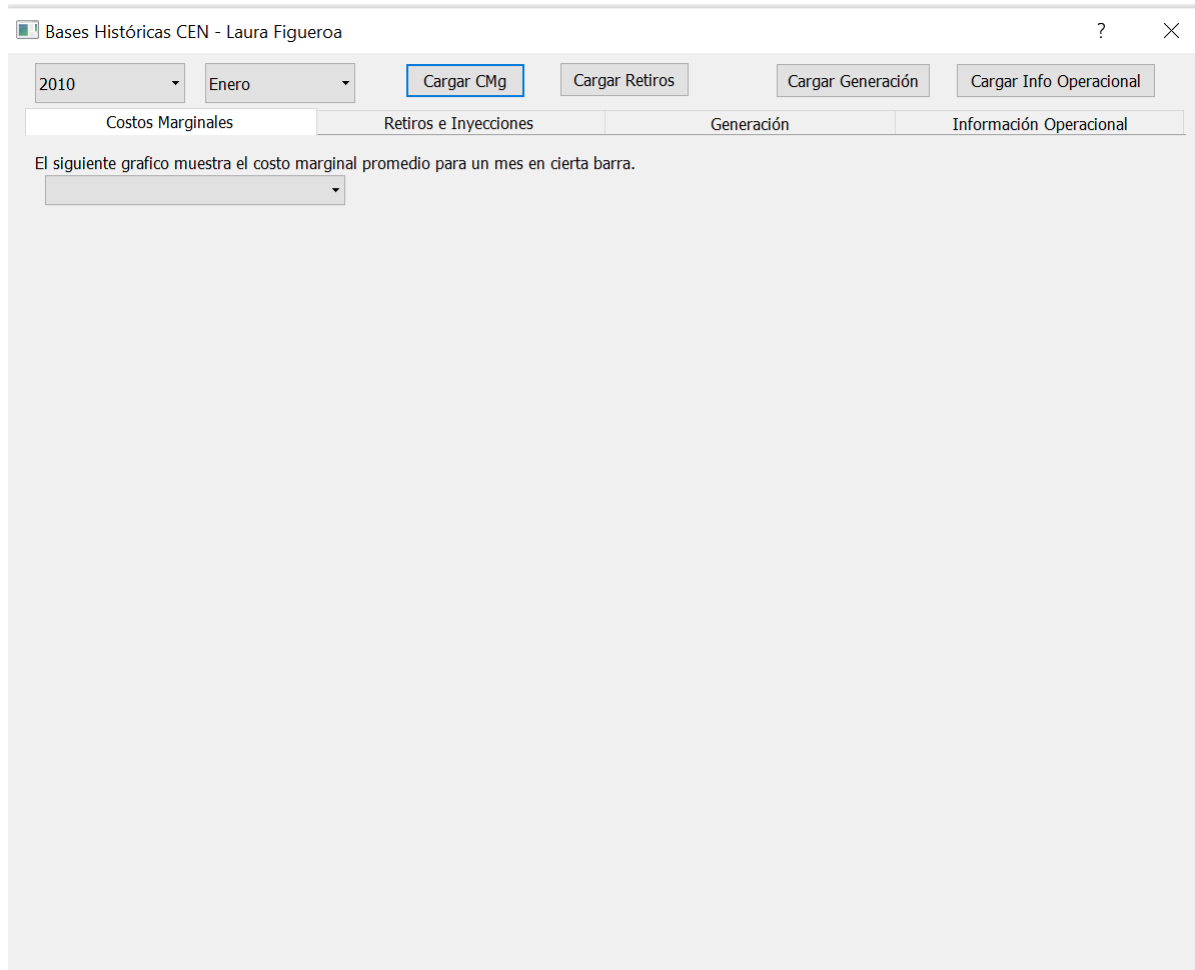 Bases Históricas CEN - Laura Figueroa ?
2010 Enero Cargar CMg Cargar Retiros Cargar Generación Cargar Info Operacional
Costos Marginales Retiros e Inyecciones Generación Información Operacional
El siguiente grafico muestra el costo marginal promedio para un mes en cierta barra.